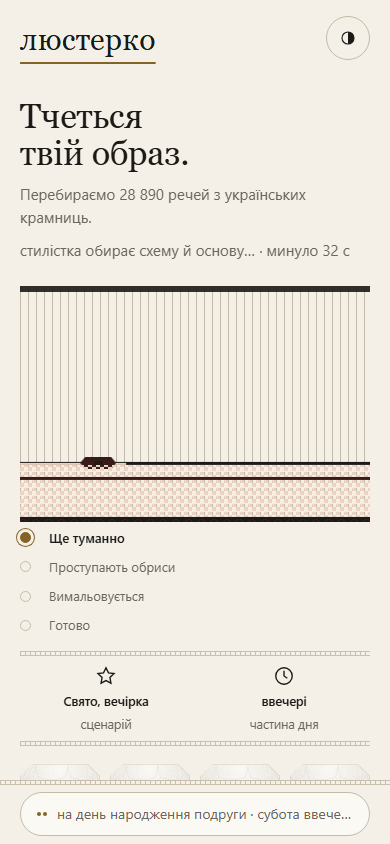 люстерко
Тчеться
твій образ.
Перебираємо 28 890 речей з українських
крамниць.
стилістка обирає схему й основу… · минуло 32 с
Ще туманно
Проступають обриси
Вимальовується
Готово
Свято, вечірка
сценарій
ввечері
частина дня
на день народження подруги · субота ввече…